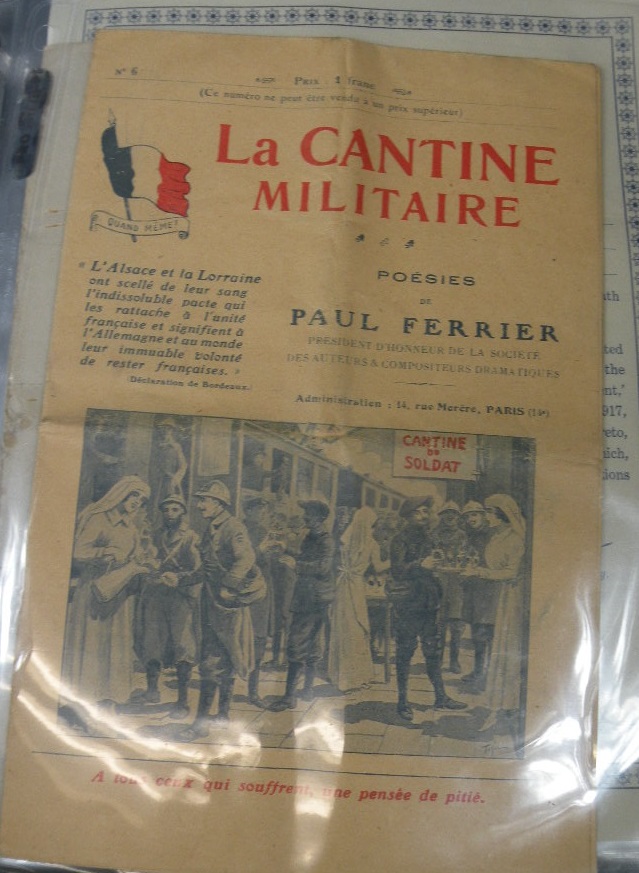 N° 6
Prix : 1 franc
(Ce numéro ne peut être vendu à un prix supérieur)
La CANTINE
MILITAIRE
QUAND MÊME!
« L'Alsace et la Lorraine
ont scellé de leur sang
l'indissoluble pacte qui
les rattache à l'unité
française et signifient à
l'Allemagne et au monde
leur immuable volonté
de rester françaises. »
(Déclaration de Bordeaux.)
POÉSIES
DE
PAUL FERRIER
PRÉSIDENT D'HONNEUR DE LA SOCIÉTÉ
DES AUTEURS & COMPOSITEURS DRAMATIQUES
Administration : 14, rue Morère, PARIS (14e)
CANTINE
DU
SOLDAT
A tous ceux qui souffrent, une pensée de pitié.
the
1917,